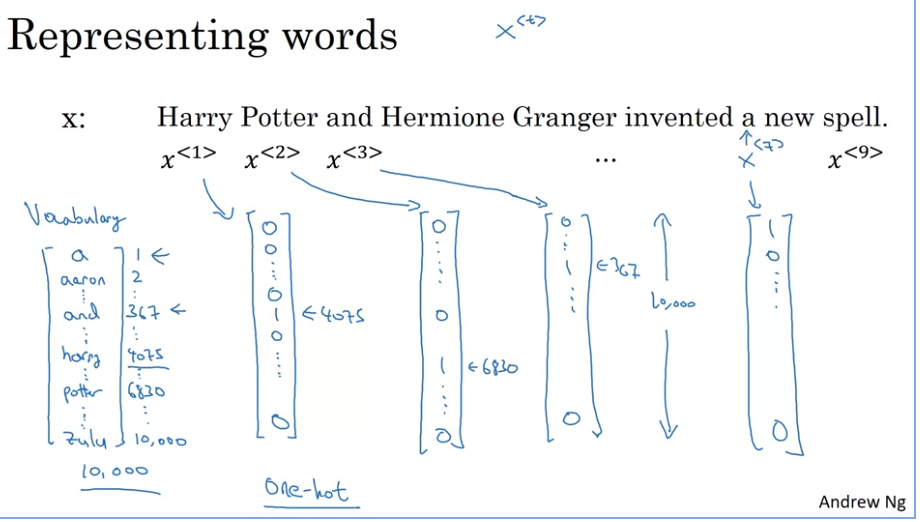 Representing words
x<t>
x: Harry Potter and Hermione Granger invented a new spell.
x<1> x<2> x<3> ... x<7> x<9>
Vocabulary
a 1 ←
aaron 2
and 367 ←
harry 4075
potter 6830
zulu 10,000
10,000
0 0 0 1 0 0
←4075
0 0 1 0
←6830
0 1 0
←367
10,000
1 0 0
One-hot
Andrew Ng